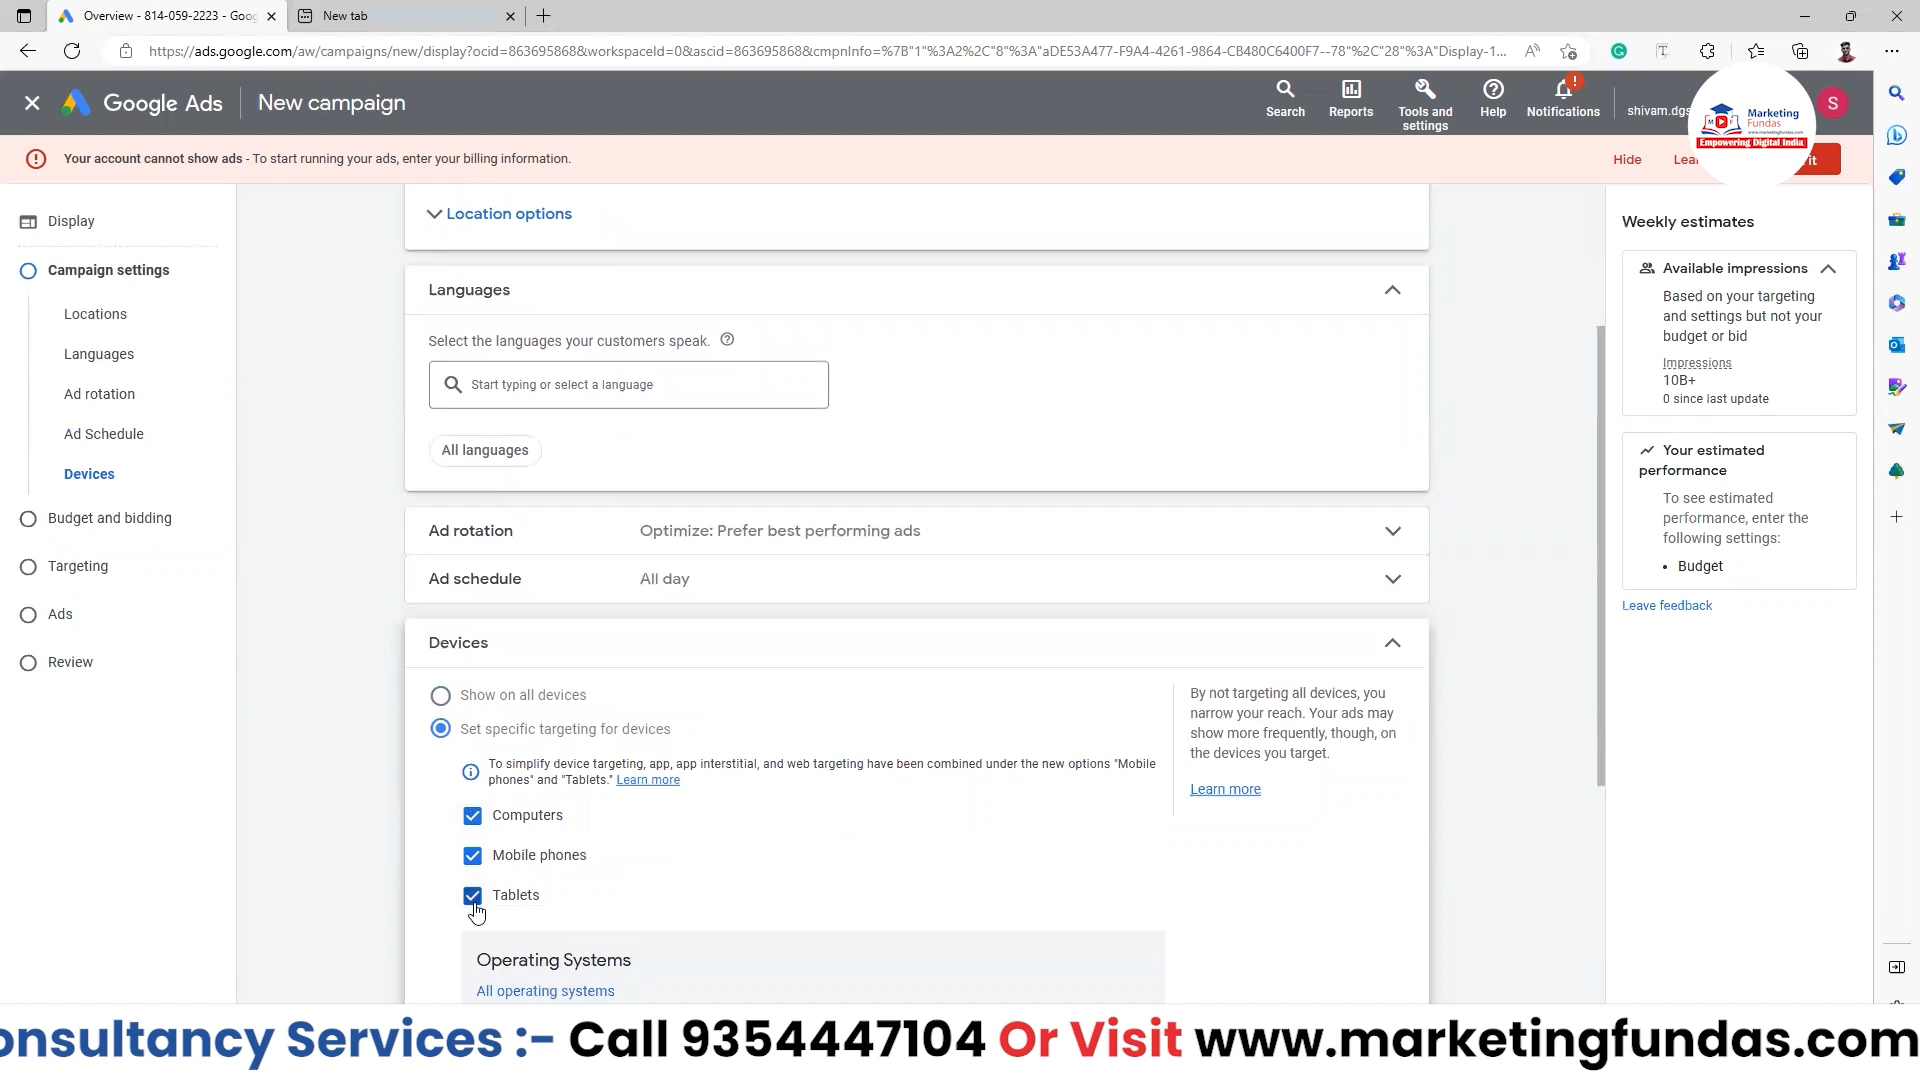 Overview - 814-059-2223 - Goog
New tab
https://ads.google.com/aw/campaigns/new/display?ocid=863695868&workspaceId=0&ascid=863695868&cmpnInfo=%7B"1"%3A2%2C"8"%3A"aDE53A477-F9A4-4261-9864-CB480C6400F7--78"%2C"28"%3A"Display-1...
Google Ads
New campaign
Search
Reports
Tools and settings
Help
Notifications
shivam.dgs
S
Marketing
Fundas
www.marketingfundas.com
Empowering Digital India
Your account cannot show ads - To start running your ads, enter your billing information.
Hide
Lear
it
Display
Campaign settings
Locations
Languages
Ad rotation
Ad Schedule
Devices
Budget and bidding
Targeting
Ads
Review
Location options
Languages
Select the languages your customers speak.
Start typing or select a language
All languages
Ad rotation Optimize: Prefer best performing ads
Ad schedule All day
Devices
Show on all devices
Set specific targeting for devices
To simplify device targeting, app, app interstitial, and web targeting have been combined under the new options "Mobile
phones" and "Tablets." Learn more
Computers
Mobile phones
Tablets
Operating Systems
All operating systems
By not targeting all devices, you
narrow your reach. Your ads may
show more frequently, though, on
the devices you target.
Learn more
Weekly estimates
Available impressions
Based on your targeting
and settings but not your
budget or bid
Impressions
10B+
0 since last update
Your estimated
performance
To see estimated
performance, enter the
following settings:
• Budget
Leave feedback
onsultancy Services :- Call 9354447104 Or Visit www.marketingfundas.com